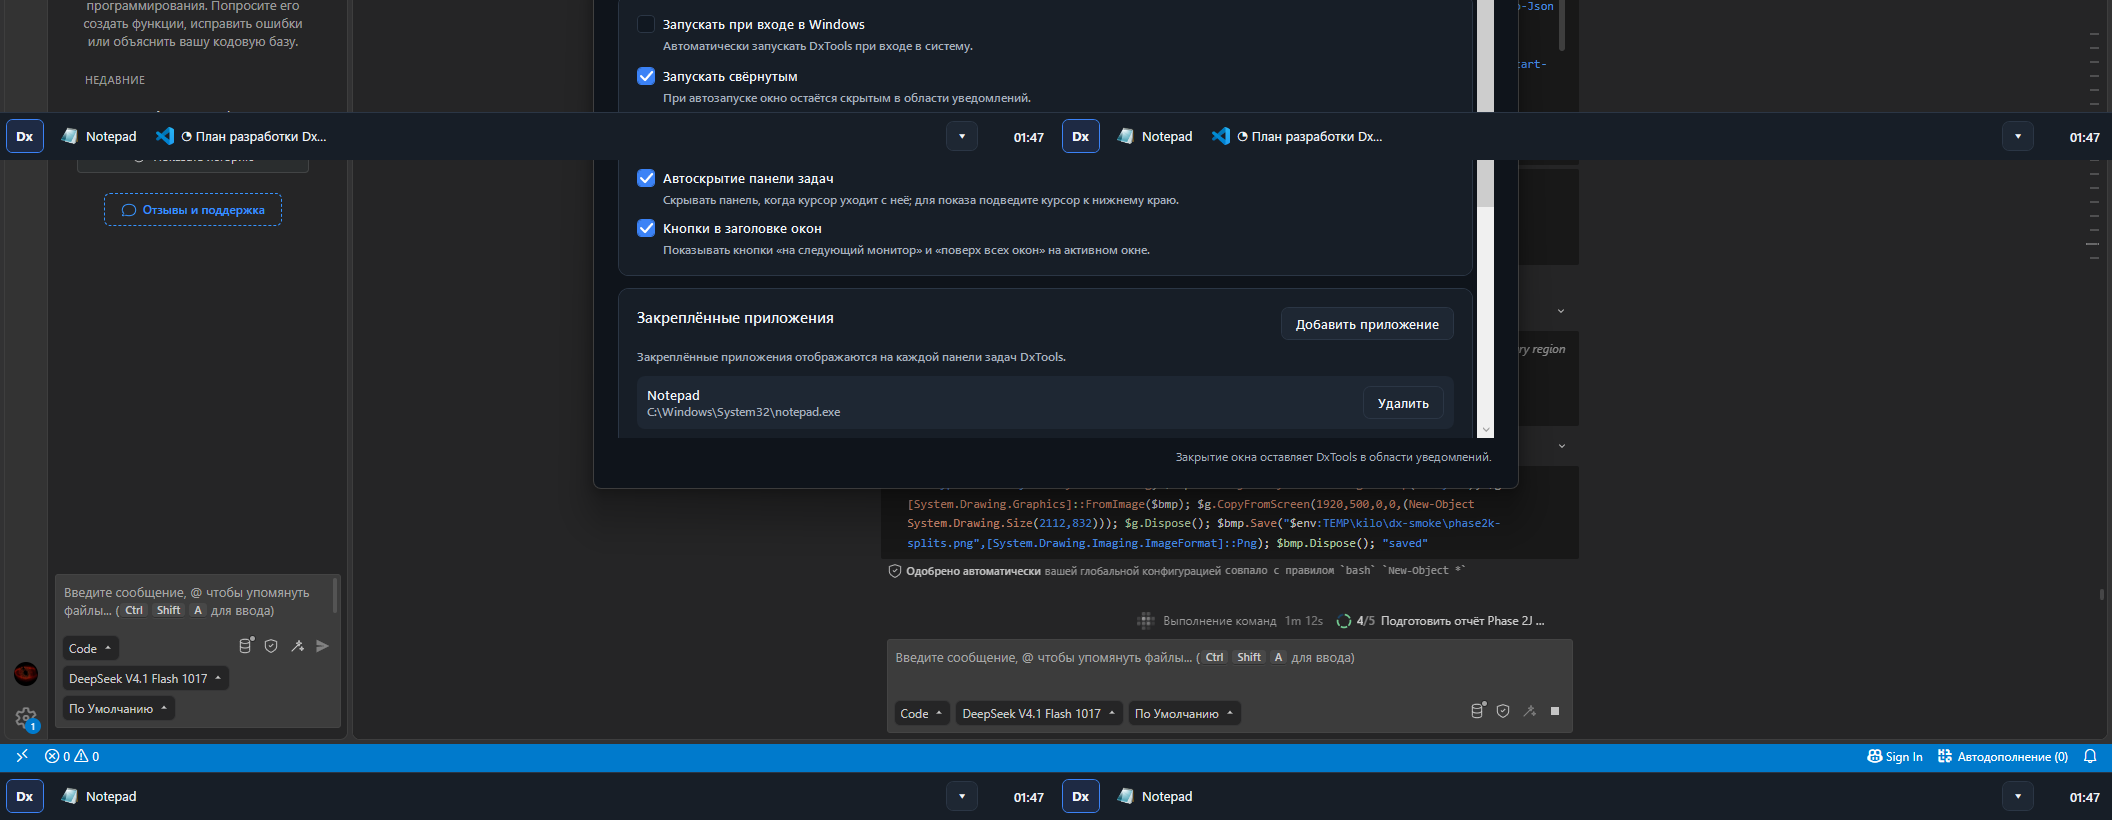 программирования. Попросите его
создать функции, исправить ошибки
или объяснить вашу кодовую базу.
НЕДАВНИЕ
Запускать при входе в Windows
Автоматически запускать DxTools при входе в систему.
Запускать свёрнутым
При автозапуске окно остаётся скрытым в области уведомлений.
-Json
tart-
Dx Notepad План разработки Dx... 01:47 Dx Notepad План разработки Dx... 01:47
Отзывы и поддержка
Автоскрытие панели задач
Скрывать панель, когда курсор уходит с неё; для показа подведите курсор к нижнему краю.
Кнопки в заголовке окон
Показывать кнопки «на следующий монитор» и «поверх всех окон» на активном окне.
Закреплённые приложения
Добавить приложение
Закреплённые приложения отображаются на каждой панели задач DxTools.
ry region
Notepad
C:\Windows\System32\notepad.exe
Удалить
Закрытие окна оставляет DxTools в области уведомлений.
[System.Drawing.Graphics]::FromImage($bmp); $g.CopyFromScreen(1920,500,0,0,(New-Object
System.Drawing.Size(2112,832))); $g.Dispose(); $bmp.Save("$env:TEMP\kilo\dx-smoke\phase2k-
splits.png",[System.Drawing.Imaging.ImageFormat]::Png); $bmp.Dispose(); "saved"
Одобрено автоматически вашей глобальной конфигурацией совпало с правилом `bash` `New-Object *`
Выполнение команд 1m 12s 4/5 Подготовить отчёт Phase 2J ...
Введите сообщение, @ чтобы упомянуть
файлы... ( Ctrl Shift A для ввода)
Code
DeepSeek V4.1 Flash 1017
По Умолчанию
1
Введите сообщение, @ чтобы упомянуть файлы... ( Ctrl Shift A для ввода)
Code DeepSeek V4.1 Flash 1017 По Умолчанию
0 0 Sign In Автодополнение (0)
Dx Notepad 01:47 Dx Notepad 01:47